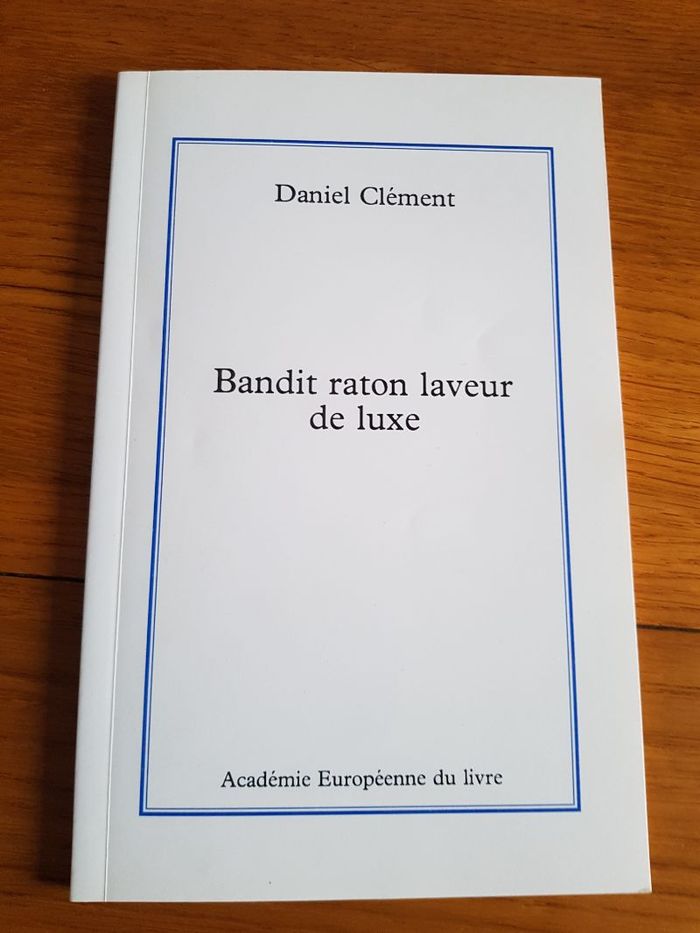 Daniel Clément
Bandit raton laveur
de luxe
Académie Européenne du livre